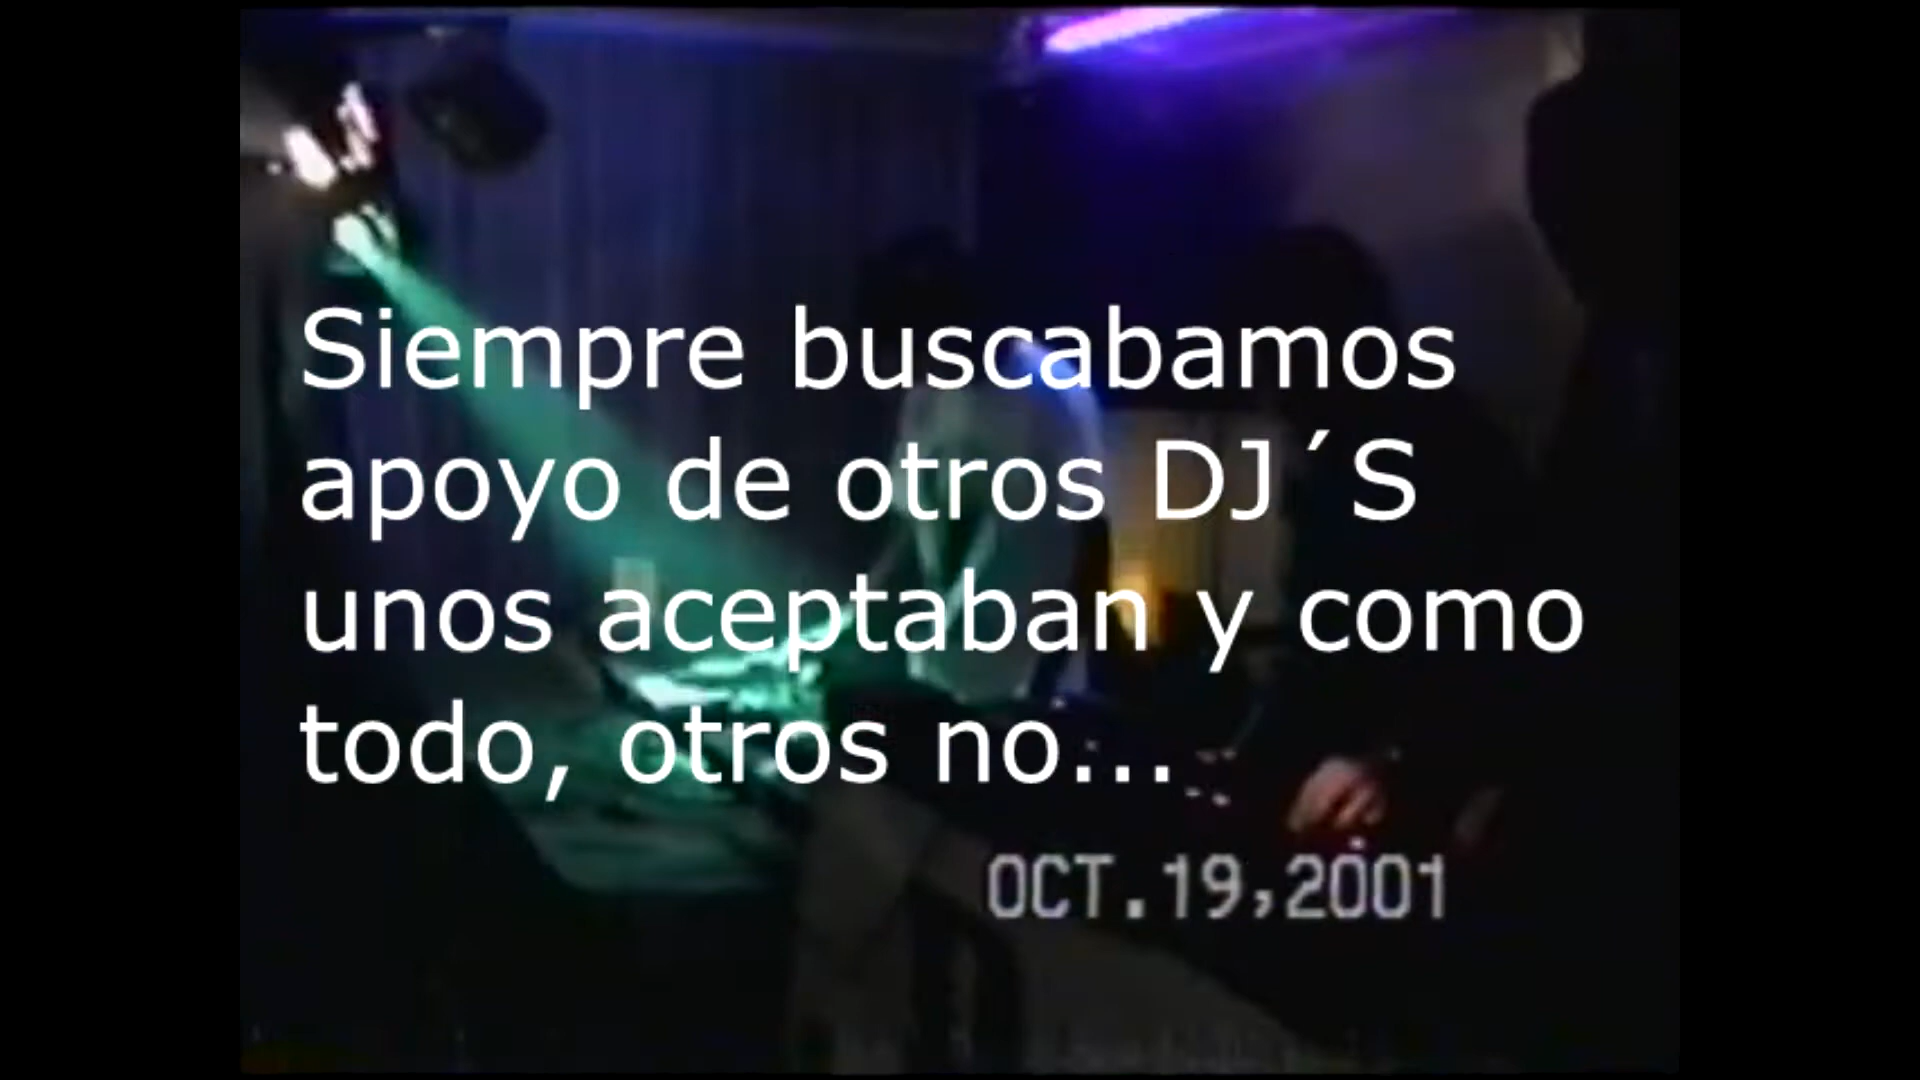 Siempre buscabamos
apoyo de otros DJ´S
unos aceptaban y como
todo, otros no...
OCT.19,2001